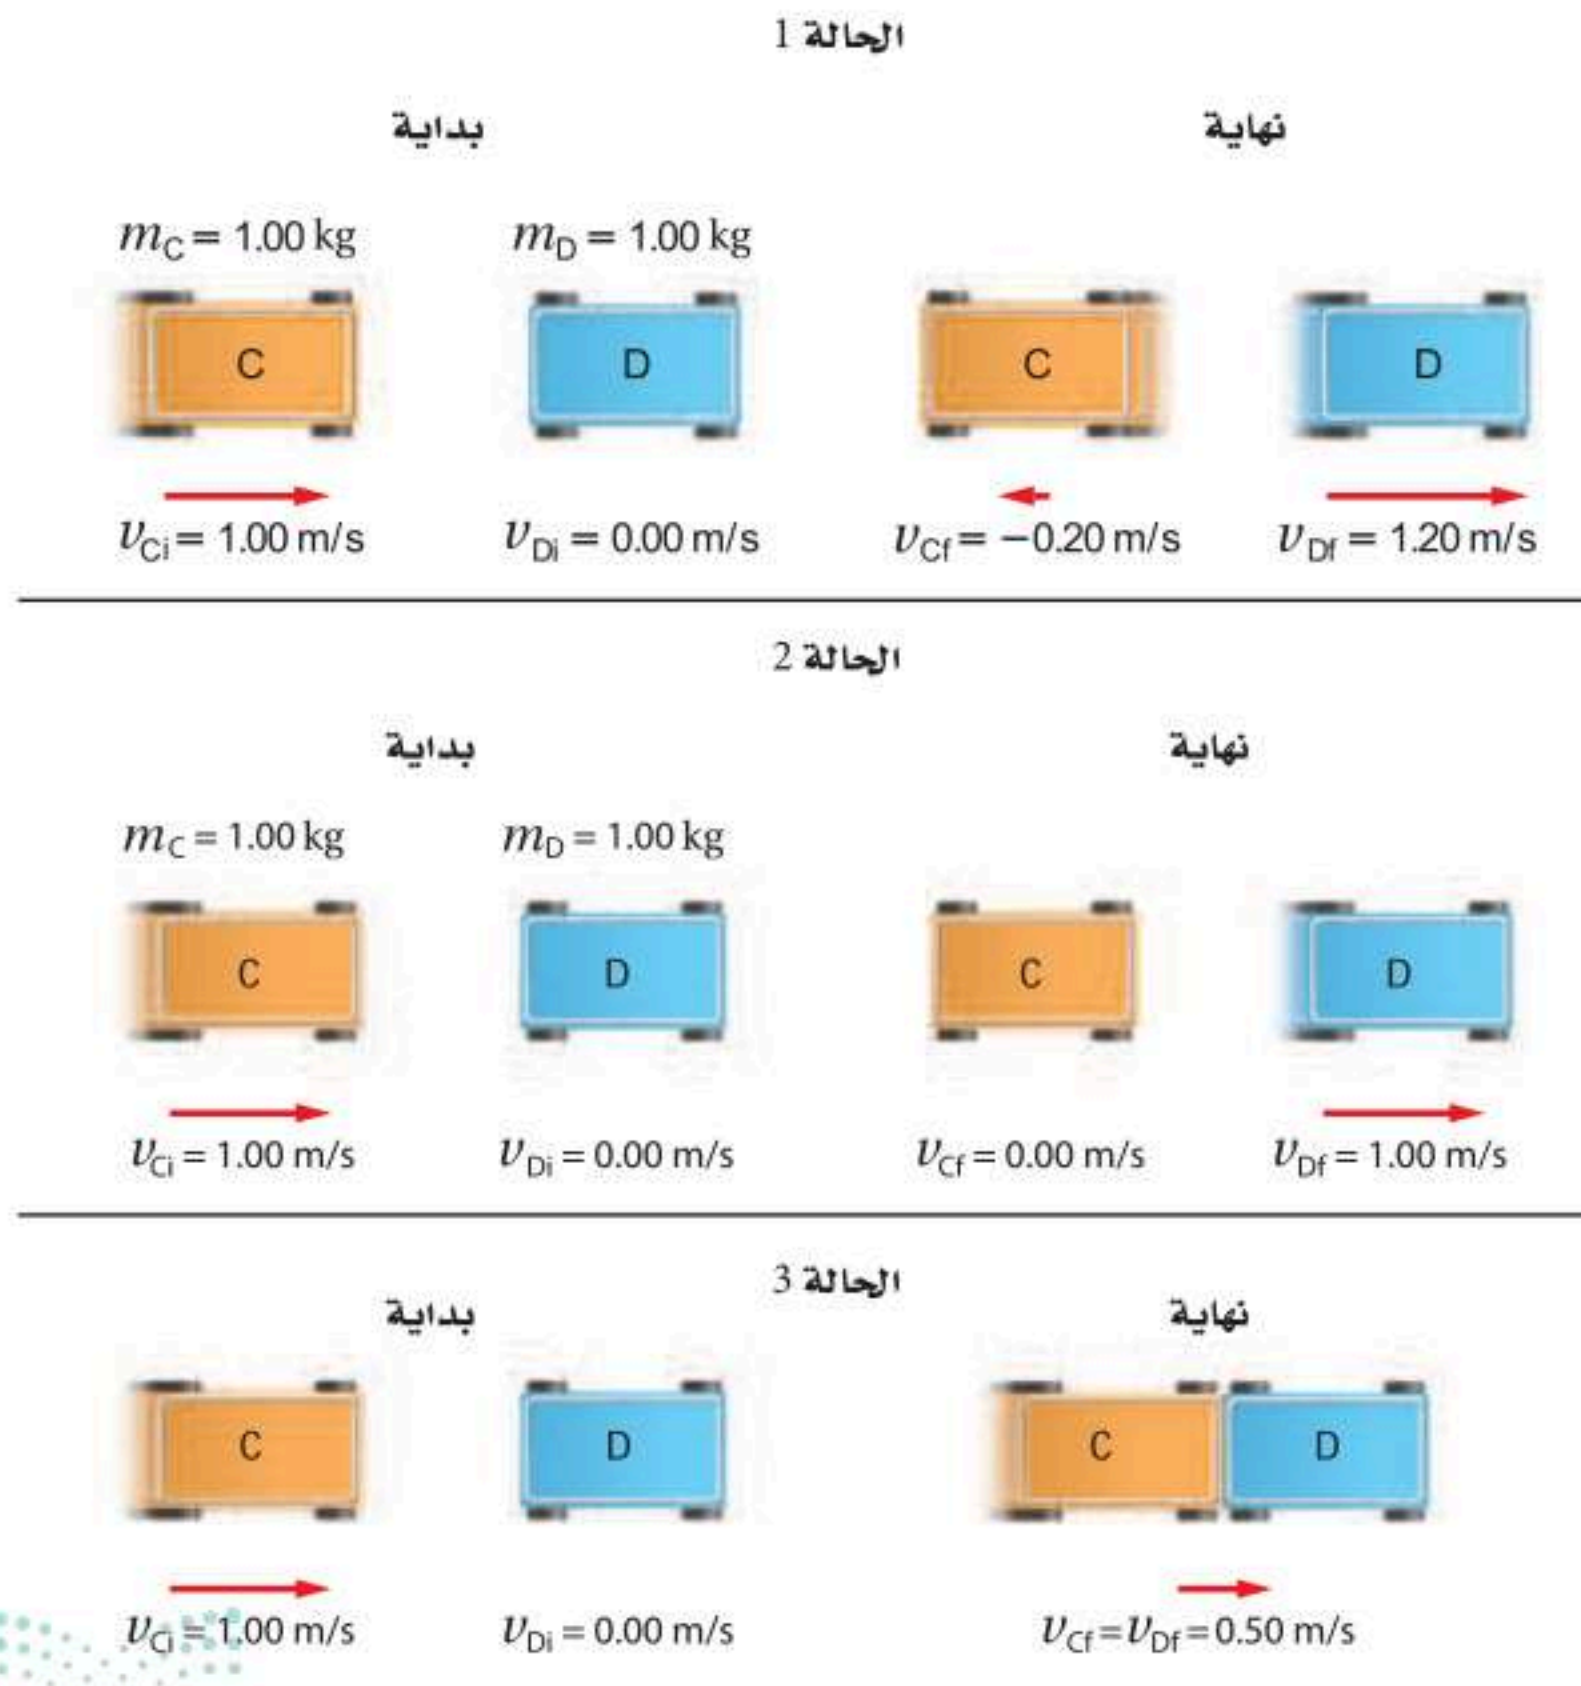 الحالة 1
بداية نهاية
m_C = 1.00 kg m_D = 1.00 kg
C D C D
v_Ci = 1.00 m/s v_Di = 0.00 m/s v_Cf = −0.20 m/s v_Df = 1.20 m/s
الحالة 2
بداية نهاية
m_C = 1.00 kg m_D = 1.00 kg
C D C D
v_Ci = 1.00 m/s v_Di = 0.00 m/s v_Cf = 0.00 m/s v_Df = 1.00 m/s
الحالة 3
بداية نهاية
C D C D
v_Ci = 1.00 m/s v_Di = 0.00 m/s v_Cf = v_Df = 0.50 m/s